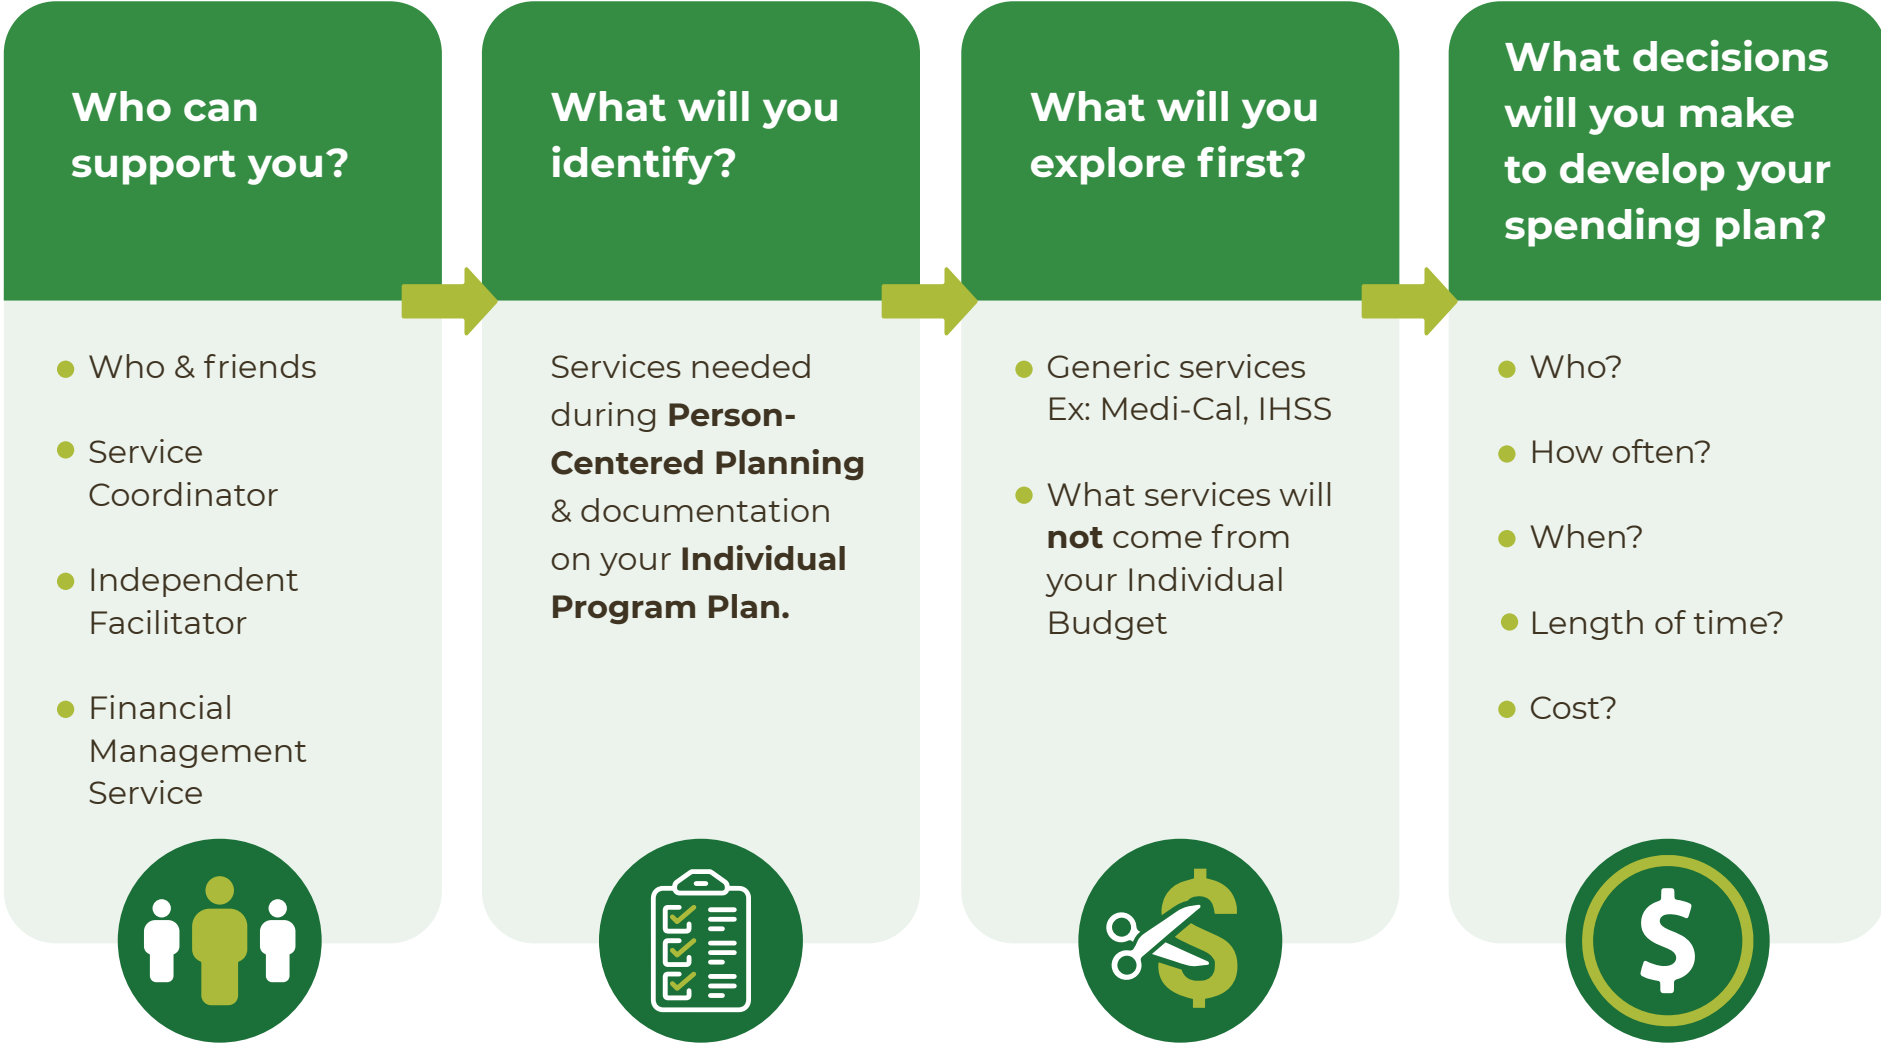 Who can
support you?
Who & friends
Service
Coordinator
Independent
Facilitator
Financial
Management
Service
What will you
identify?
Services needed
during Person-
Centered Planning
& documentation
on your Individual
Program Plan.
What will you
explore first?
Generic services
Ex: Medi-Cal, IHSS
What services will
not come from
your Individual
Budget
What decisions
will you make
to develop your
spending plan?
Who?
How often?
When?
Length of time?
Cost?